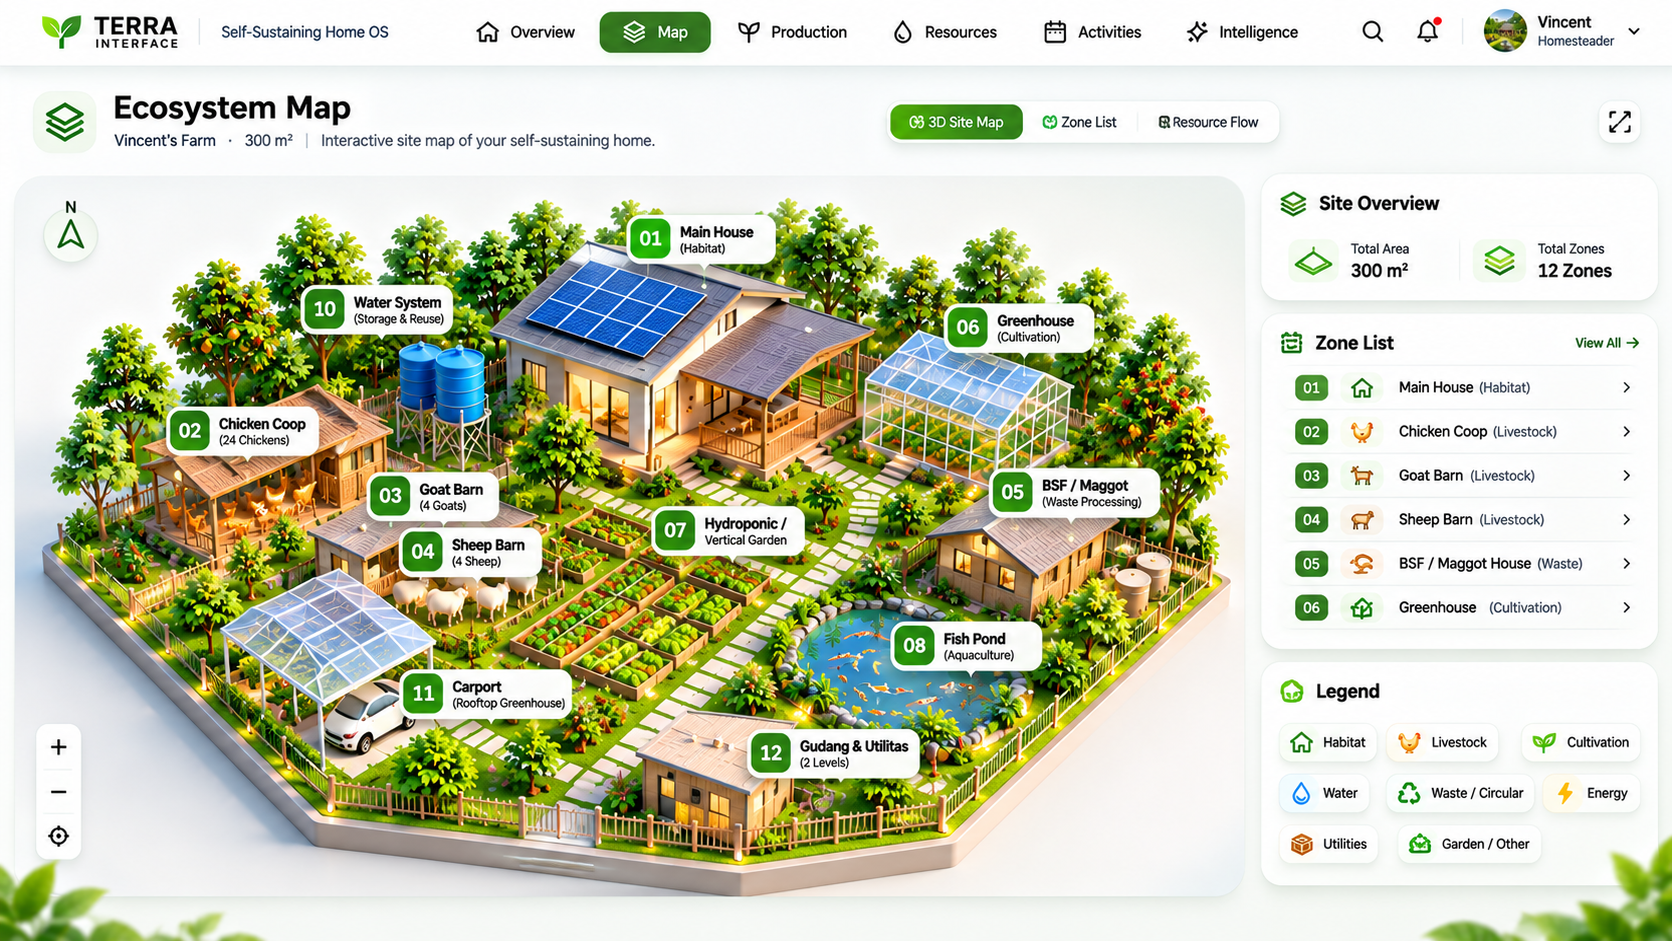 TERRA
INTERFACE
Self-Sustaining Home OS
Overview
Map
Production
Resources
Activities
Intelligence
Vincent
Homesteader
Ecosystem Map
Vincent's Farm · 300 m² | Interactive site map of your self-sustaining home.
3D Site Map
Zone List
Resource Flow
N
01
Main House
(Habitat)
10
Water System
(Storage & Reuse)
06
Greenhouse
(Cultivation)
02
Chicken Coop
(24 Chickens)
03
Goat Barn
(4 Goats)
05
BSF / Maggot
(Waste Processing)
04
Sheep Barn
(4 Sheep)
07
Hydroponic /
Vertical Garden
08
Fish Pond
(Aquaculture)
11
Carport
(Rooftop Greenhouse)
12
Gudang & Utilitas
(2 Levels)
+
−
Site Overview
Total Area
300 m²
Total Zones
12 Zones
Zone List
View All →
01 Main House (Habitat)
02 Chicken Coop (Livestock)
03 Goat Barn (Livestock)
04 Sheep Barn (Livestock)
05 BSF / Maggot House (Waste)
06 Greenhouse (Cultivation)
Legend
Habitat
Livestock
Cultivation
Water
Waste / Circular
Energy
Utilities
Garden / Other